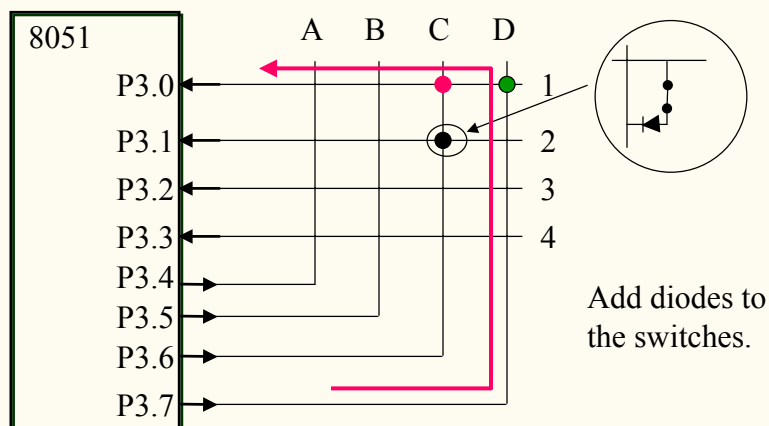 8051
A B C D
P3.0 1
P3.1 2
P3.2 3
P3.3 4
P3.4
P3.5
P3.6
P3.7
Add diodes to
the switches.